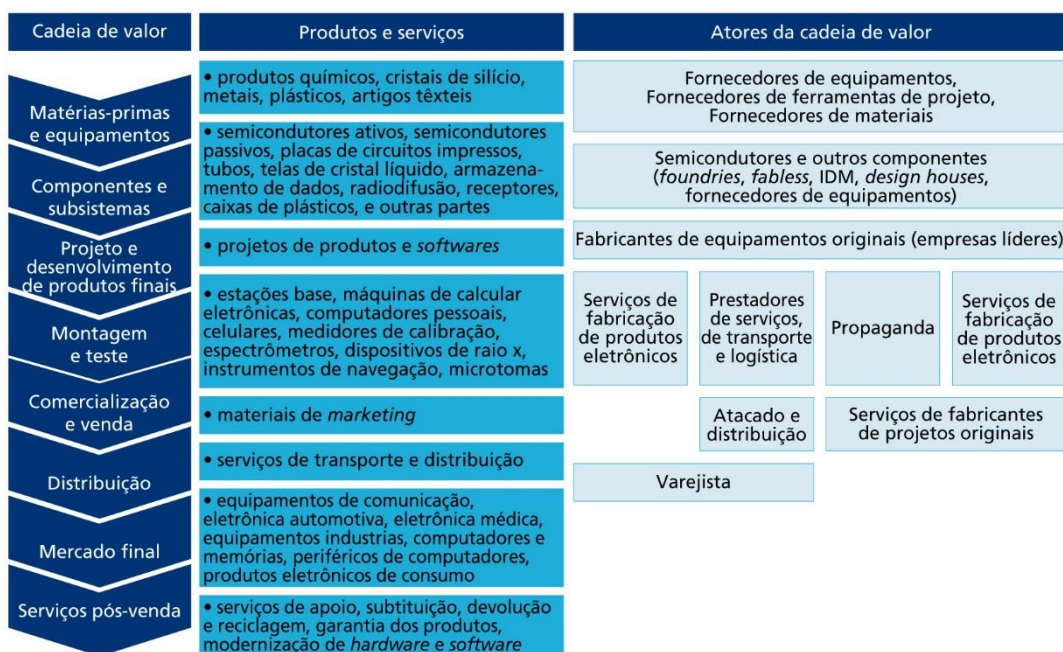 Cadeia de valor
Produtos e serviços
Atores da cadeia de valor
Matérias-primas
e equipamentos
Componentes e
subsistemas
Projeto e
desenvolvimento
de produtos finais
Montagem
e teste
Comercialização
e venda
Distribuição
Mercado final
Serviços pós-venda
• produtos químicos, cristais de silício,
metais, plásticos, artigos têxteis
• semicondutores ativos, semicondutores
passivos, placas de circuitos impressos,
tubos, telas de cristal líquido, armazena-
mento de dados, radiodifusão, receptores,
caixas de plásticos, e outras partes
• projetos de produtos e softwares
• estações base, máquinas de calcular
eletrônicas, computadores pessoais,
celulares, medidores de calibração,
espectrômetros, dispositivos de raio x,
instrumentos de navegação, microtomas
• materiais de marketing
• serviços de transporte e distribuição
• equipamentos de comunicação,
eletrônica automotiva, eletrônica médica,
equipamentos industrias, computadores e
memórias, periféricos de computadores,
produtos eletrônicos de consumo
• serviços de apoio, subtituição, devolução
e reciclagem, garantia dos produtos,
modernização de hardware e software
Fornecedores de equipamentos,
Fornecedores de ferramentas de projeto,
Fornecedores de materiais
Semicondutores e outros componentes
(foundries, fabless, IDM, design houses,
fornecedores de equipamentos)
Fabricantes de equipamentos originais (empresas líderes)
Serviços de
fabricação
de produtos
eletrônicos
Prestadores
de serviços,
de transporte
e logística
Propaganda
Serviços de
fabricação
de produtos
eletrônicos
Atacado e
distribuição
Serviços de fabricantes
de projetos originais
Varejista